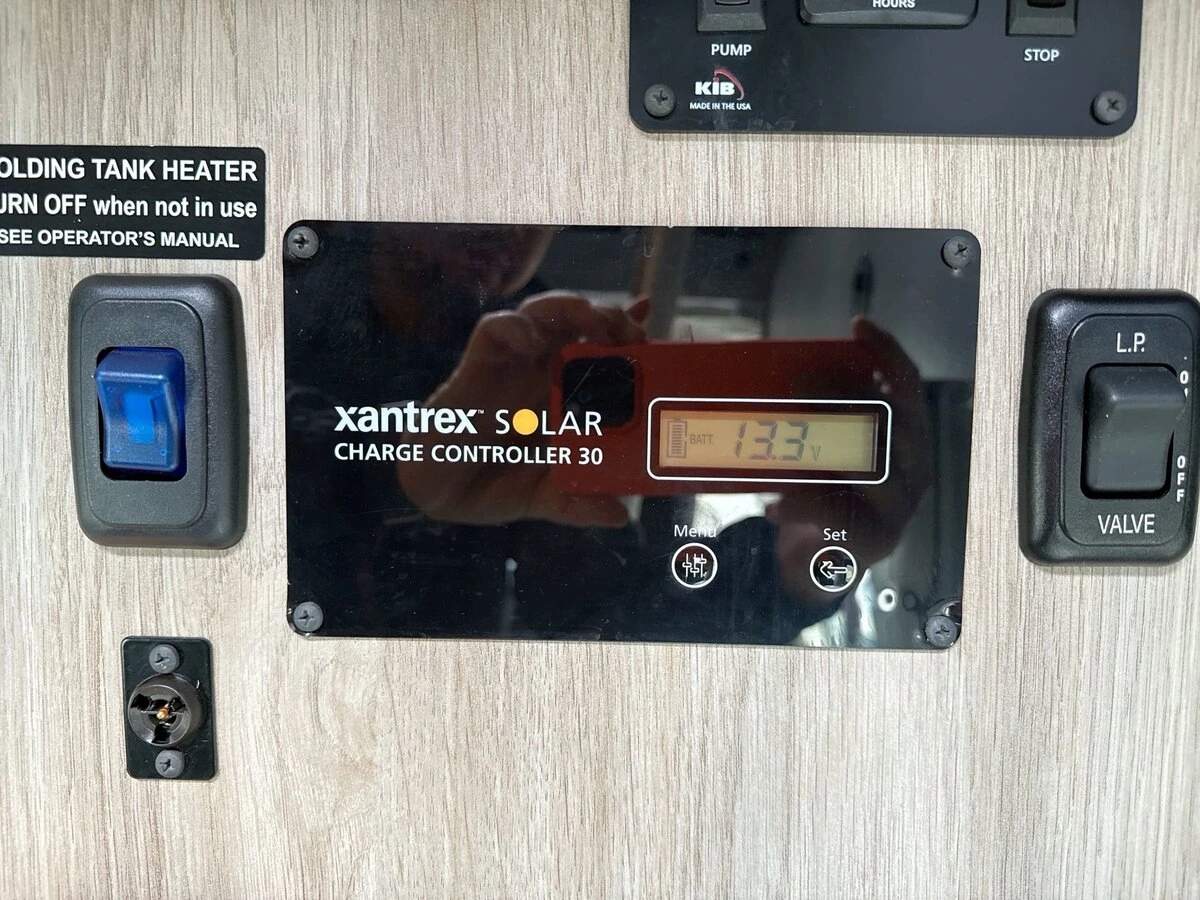 HOURS
PUMP
STOP
KIB
MADE IN THE USA
OLDING TANK HEATER
URN OFF when not in use
SEE OPERATOR'S MANUAL
xantrex™ SOLAR
CHARGE CONTROLLER 30
BATT. 13.3 V
Menu
Set
L.P.
OFF
VALVE